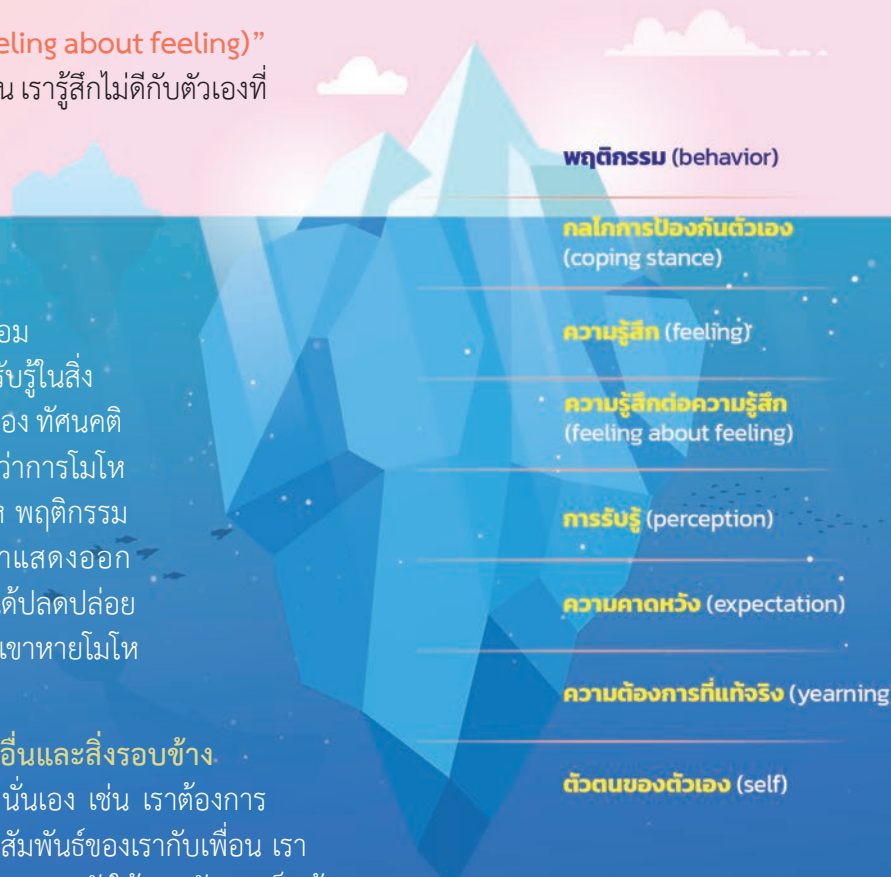 eling about feeling)”
น เรารู้สึกไม่ดีกับตัวเองที่
อม
รับรู้ในสิ่ง
อง ทัศนคติ
ว่าการโมโห
พฤติกรรม
าแสดงออก
ด้ปลดปล่อย
เขาหายโมโห
อื่นและสิ่งรอบข้าง
นั่นเอง เช่น เราต้องการ
สัมพันธ์ของเรากับเพื่อน เรา
พฤติกรรม (behavior)
กลไกการป้องกันตัวเอง
(coping stance)
ความรู้สึก (feeling)
ความรู้สึกต่อความรู้สึก
(feeling about feeling)
การรับรู้ (perception)
ความคาดหวัง (expectation)
ความต้องการที่แท้จริง (yearning)
ตัวตนของตัวเอง (self)